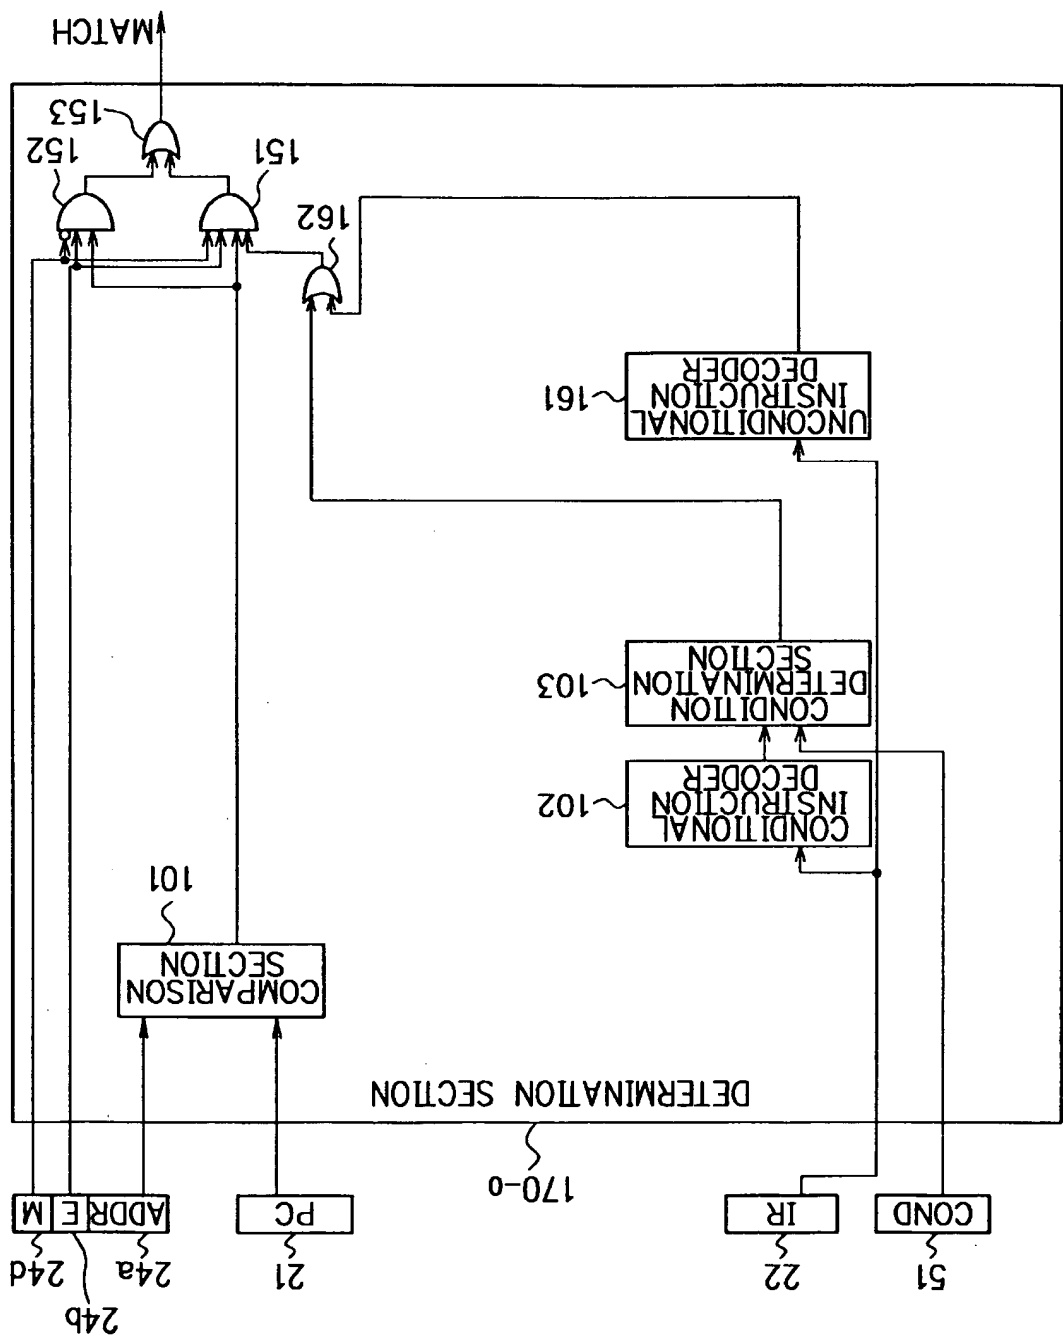 24b
51
22
21
24a
24d
COND
IR
PC
ADDR
E
M
170-0
DETERMINATION SECTION
COMPARISON
SECTION
101
CONDITIONAL
INSTRUCTION
DECODER
102
CONDITION
DETERMINATION
SECTION
103
UNCONDITIONAL
INSTRUCTION
DECODER
161
162
151
152
153
MATCH